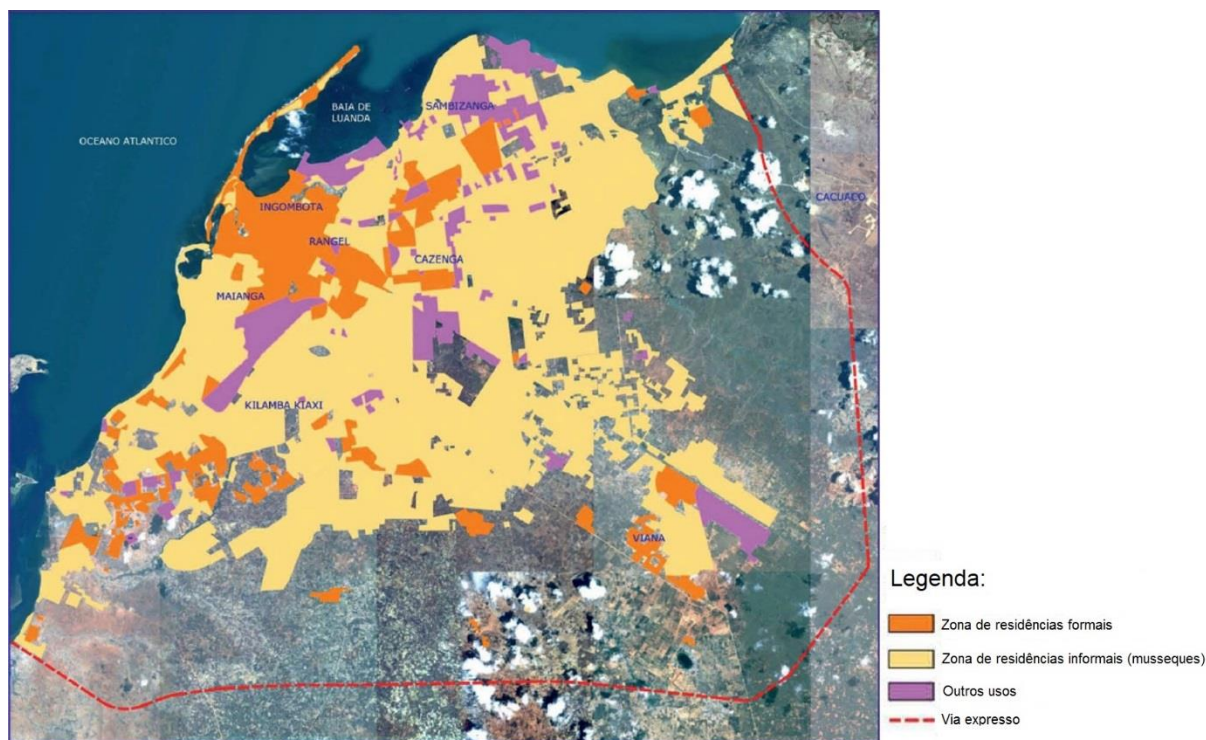 OCEANO ATLANTICO
BAIA DE
LUANDA
SAMBIZANGA
CACUACO
INGOMBOTA
RANGEL
CAZENGA
MAIANGA
KILAMBA KIAXI
VIANA
Legenda:
Zona de residências formais
Zona de residências informais (musseques)
Outros usos
Via expresso